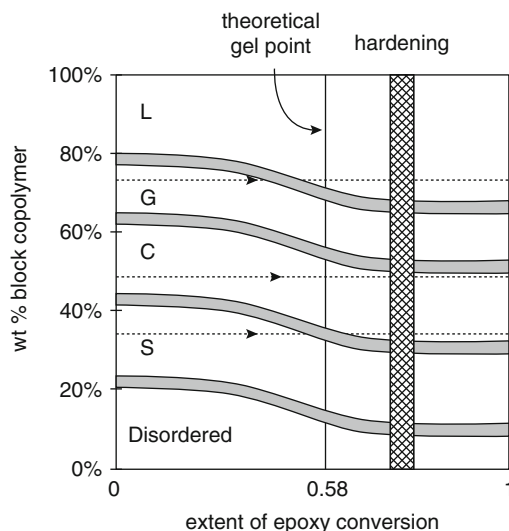 theoretical
gel point
hardening
100%
80%
60%
40%
20%
0%
wt % block copolymer
L
G
C
S
Disordered
0
0.58
1
extent of epoxy conversion